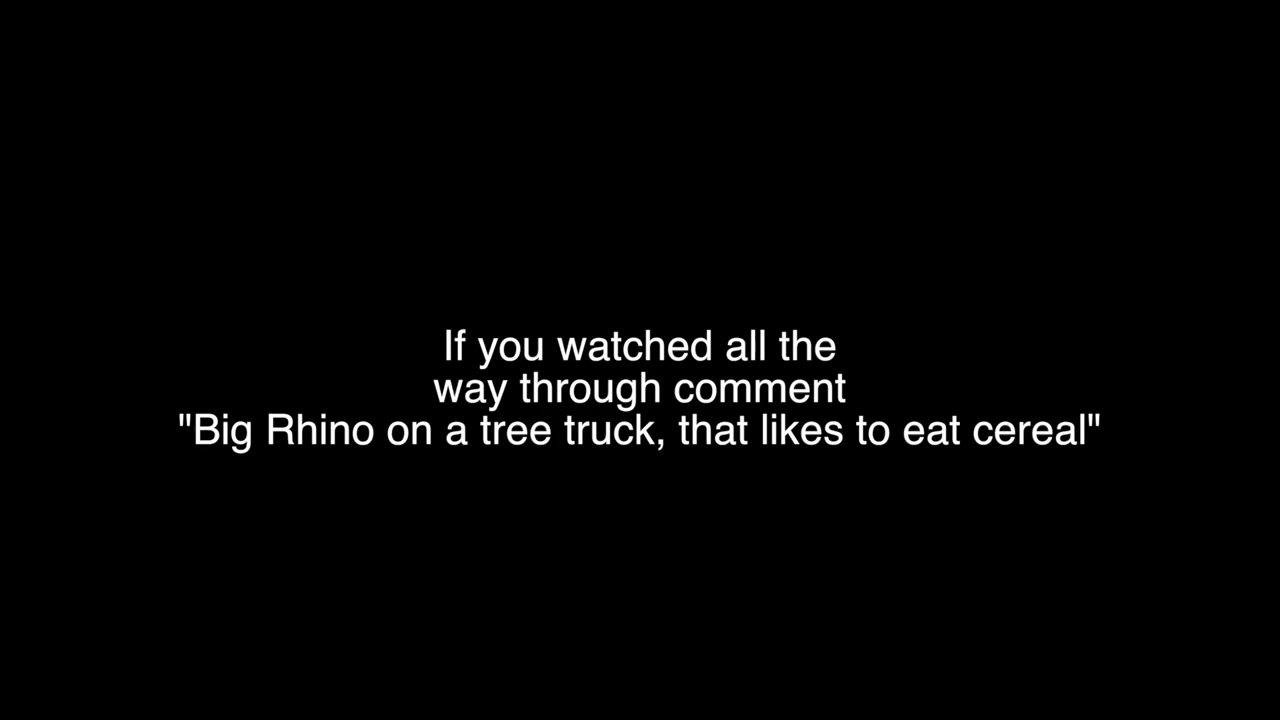 If you watched all the
way through comment
"Big Rhino on a tree truck, that likes to eat cereal"